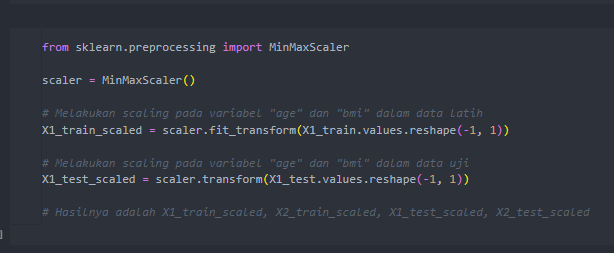 from sklearn.preprocessing import MinMaxScaler
scaler = MinMaxScaler()
# Melakukan scaling pada variabel "age" dan "bmi" dalam data latih
X1_train_scaled = scaler.fit_transform(X1_train.values.reshape(-1, 1))
# Melakukan scaling pada variabel "age" dan "bmi" dalam data uji
X1_test_scaled = scaler.transform(X1_test.values.reshape(-1, 1))
# Hasilnya adalah X1_train_scaled, X2_train_scaled, X1_test_scaled, X2_test_scaled
]